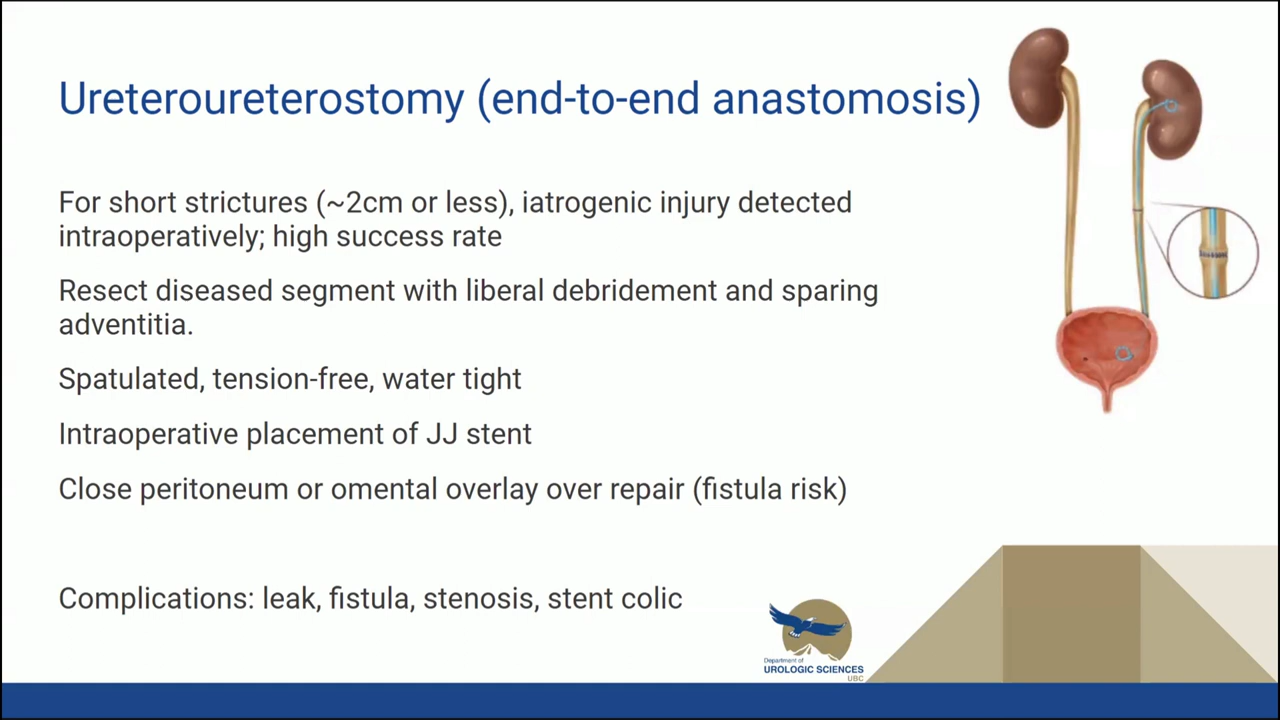 Ureteroureterostomy (end-to-end anastomosis)
For short strictures (~2cm or less), iatrogenic injury detected
intraoperatively; high success rate
Resect diseased segment with liberal debridement and sparing
adventitia.
Spatulated, tension-free, water tight
Intraoperative placement of JJ stent
Close peritoneum or omental overlay over repair (fistula risk)
Complications: leak, fistula, stenosis, stent colic
Department of
UROLOGIC SCIENCES
UBC